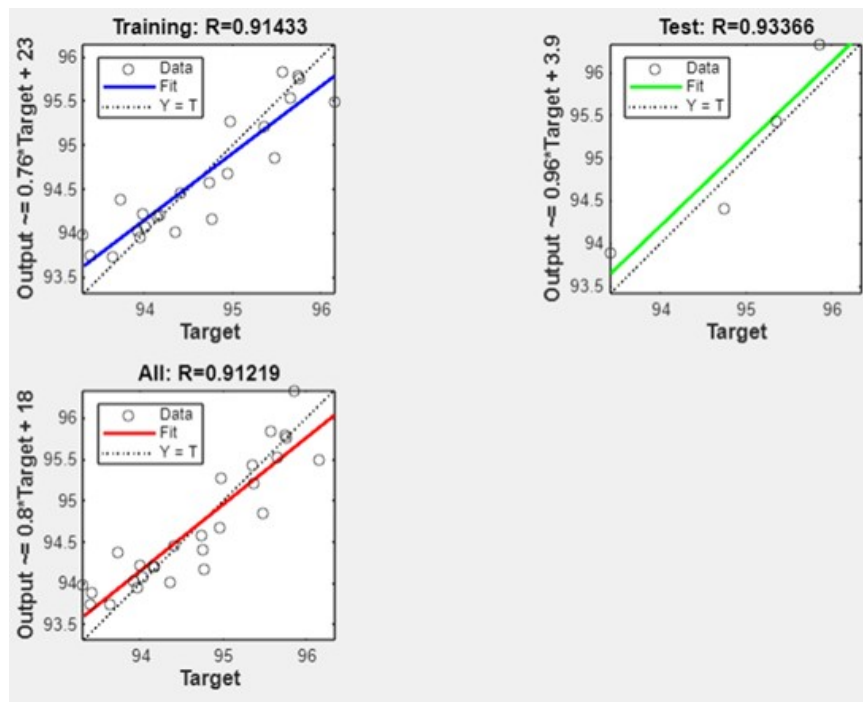 Training: R=0.91433
Output ~= 0.76*Target + 23
96
95.5
95
94.5
94
93.5
Data
Fit
Y = T
94 95 96
Target
Test: R=0.93366
Output ~= 0.96*Target + 3.9
96
95.5
95
94.5
94
93.5
Data
Fit
Y = T
94 95 96
Target
All: R=0.91219
Output ~= 0.8*Target + 18
96
95.5
95
94.5
94
93.5
Data
Fit
Y = T
94 95 96
Target